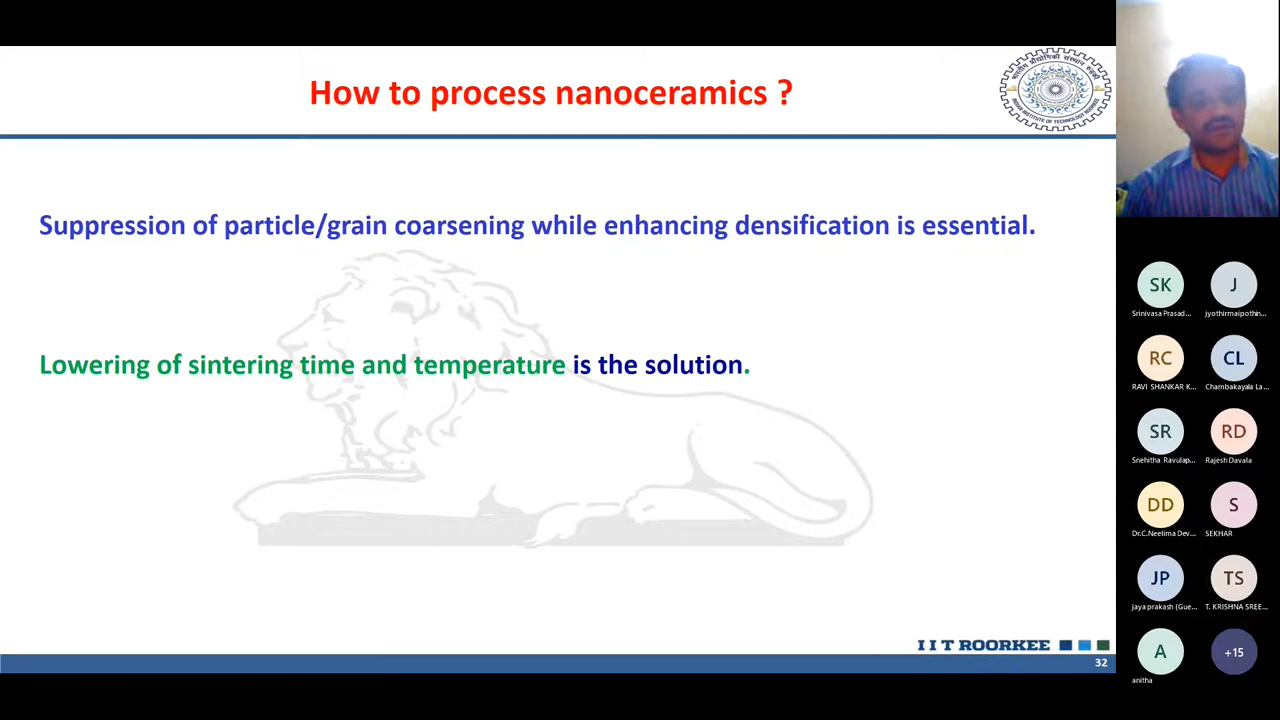 How to process nanoceramics ?
Suppression of particle/grain coarsening while enhancing densification is essential.
Lowering of sintering time and temperature is the solution.
I I T ROORKEE
32
SK
Srinivasa Prasad...
J
jyothirmaipothin...
RC
RAVI SHANKAR K...
CL
Chambakayala La...
SR
Snehitha Ravulap...
RD
Rajesh Davala
DD
Dr.C.Neelima Dev...
S
SEKHAR
JP
jaya prakash (Gue...
TS
T. KRISHNA SREE...
A
anitha
+15